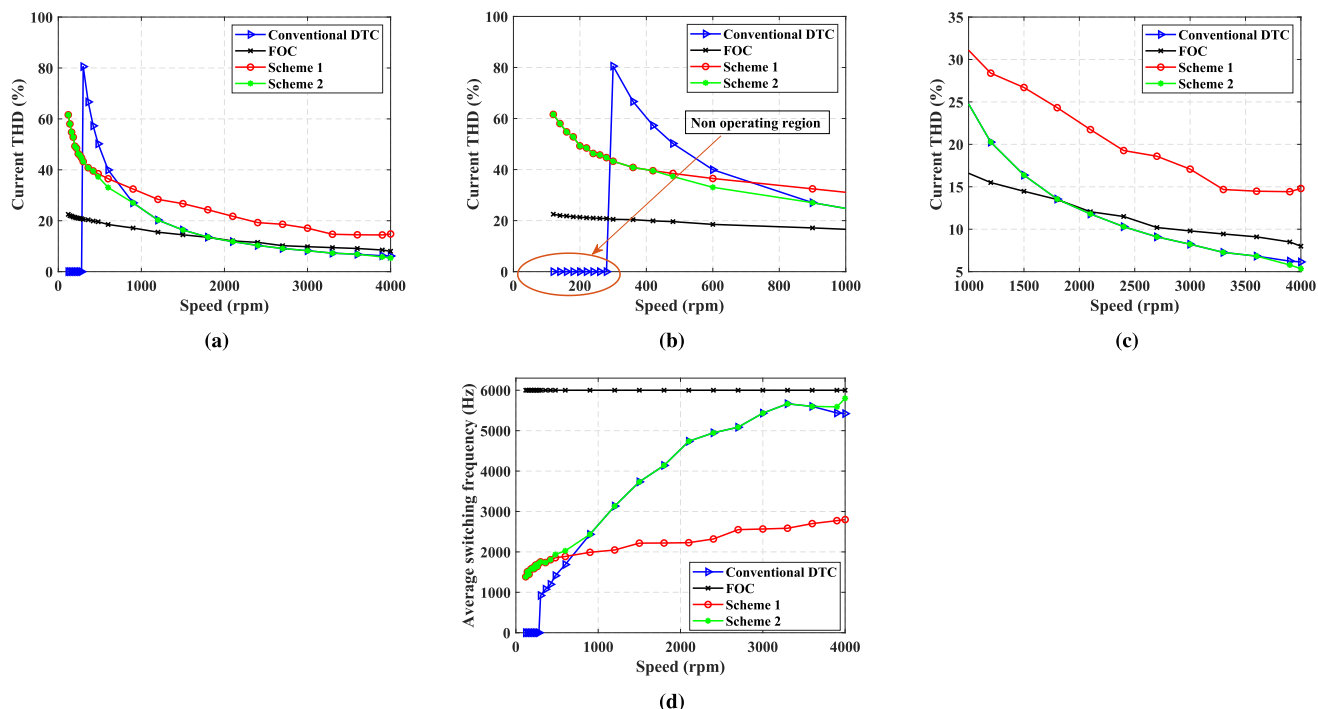 100
80
60
40
20
0
Current THD (%)
0
1000
2000
3000
4000
Speed (rpm)
Conventional DTC
FOC
Scheme 1
Scheme 2
(a)
100
80
60
40
20
0
Current THD (%)
0
200
400
600
800
1000
Speed (rpm)
Conventional DTC
FOC
Scheme 1
Scheme 2
Non operating region
(b)
35
30
25
20
15
10
5
Current THD (%)
1000
1500
2000
2500
3000
3500
4000
Speed (rpm)
Conventional DTC
FOC
Scheme 1
Scheme 2
(c)
6000
5000
4000
3000
2000
1000
0
Average switching frequency (Hz)
0
1000
2000
3000
4000
Speed (rpm)
Conventional DTC
FOC
Scheme 1
Scheme 2
(d)